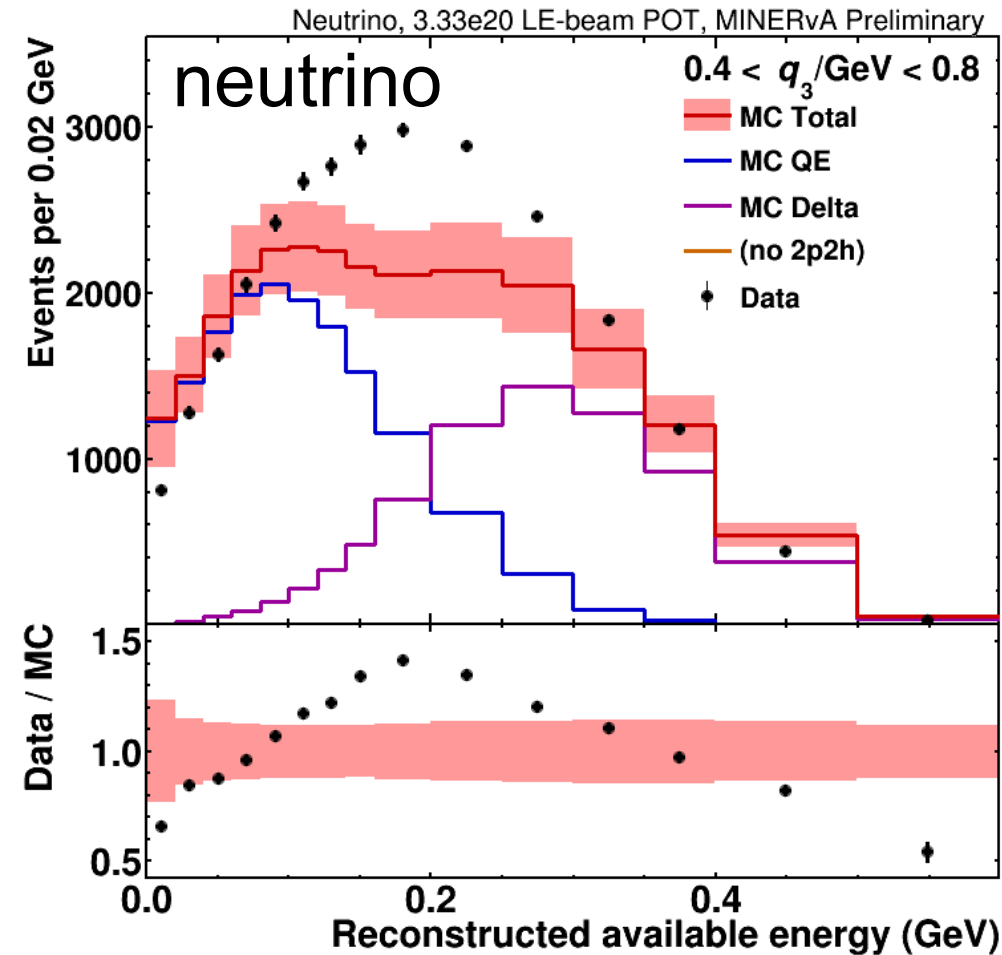 Neutrino, 3.33e20 LE-beam POT, MINERvA Preliminary
neutrino
0.4 < q3/GeV < 0.8
MC Total
MC QE
MC Delta
(no 2p2h)
Data
Events per 0.02 GeV
3000
2000
1000
Data / MC
1.5
1.0
0.5
0.0 0.2 0.4
Reconstructed available energy (GeV)